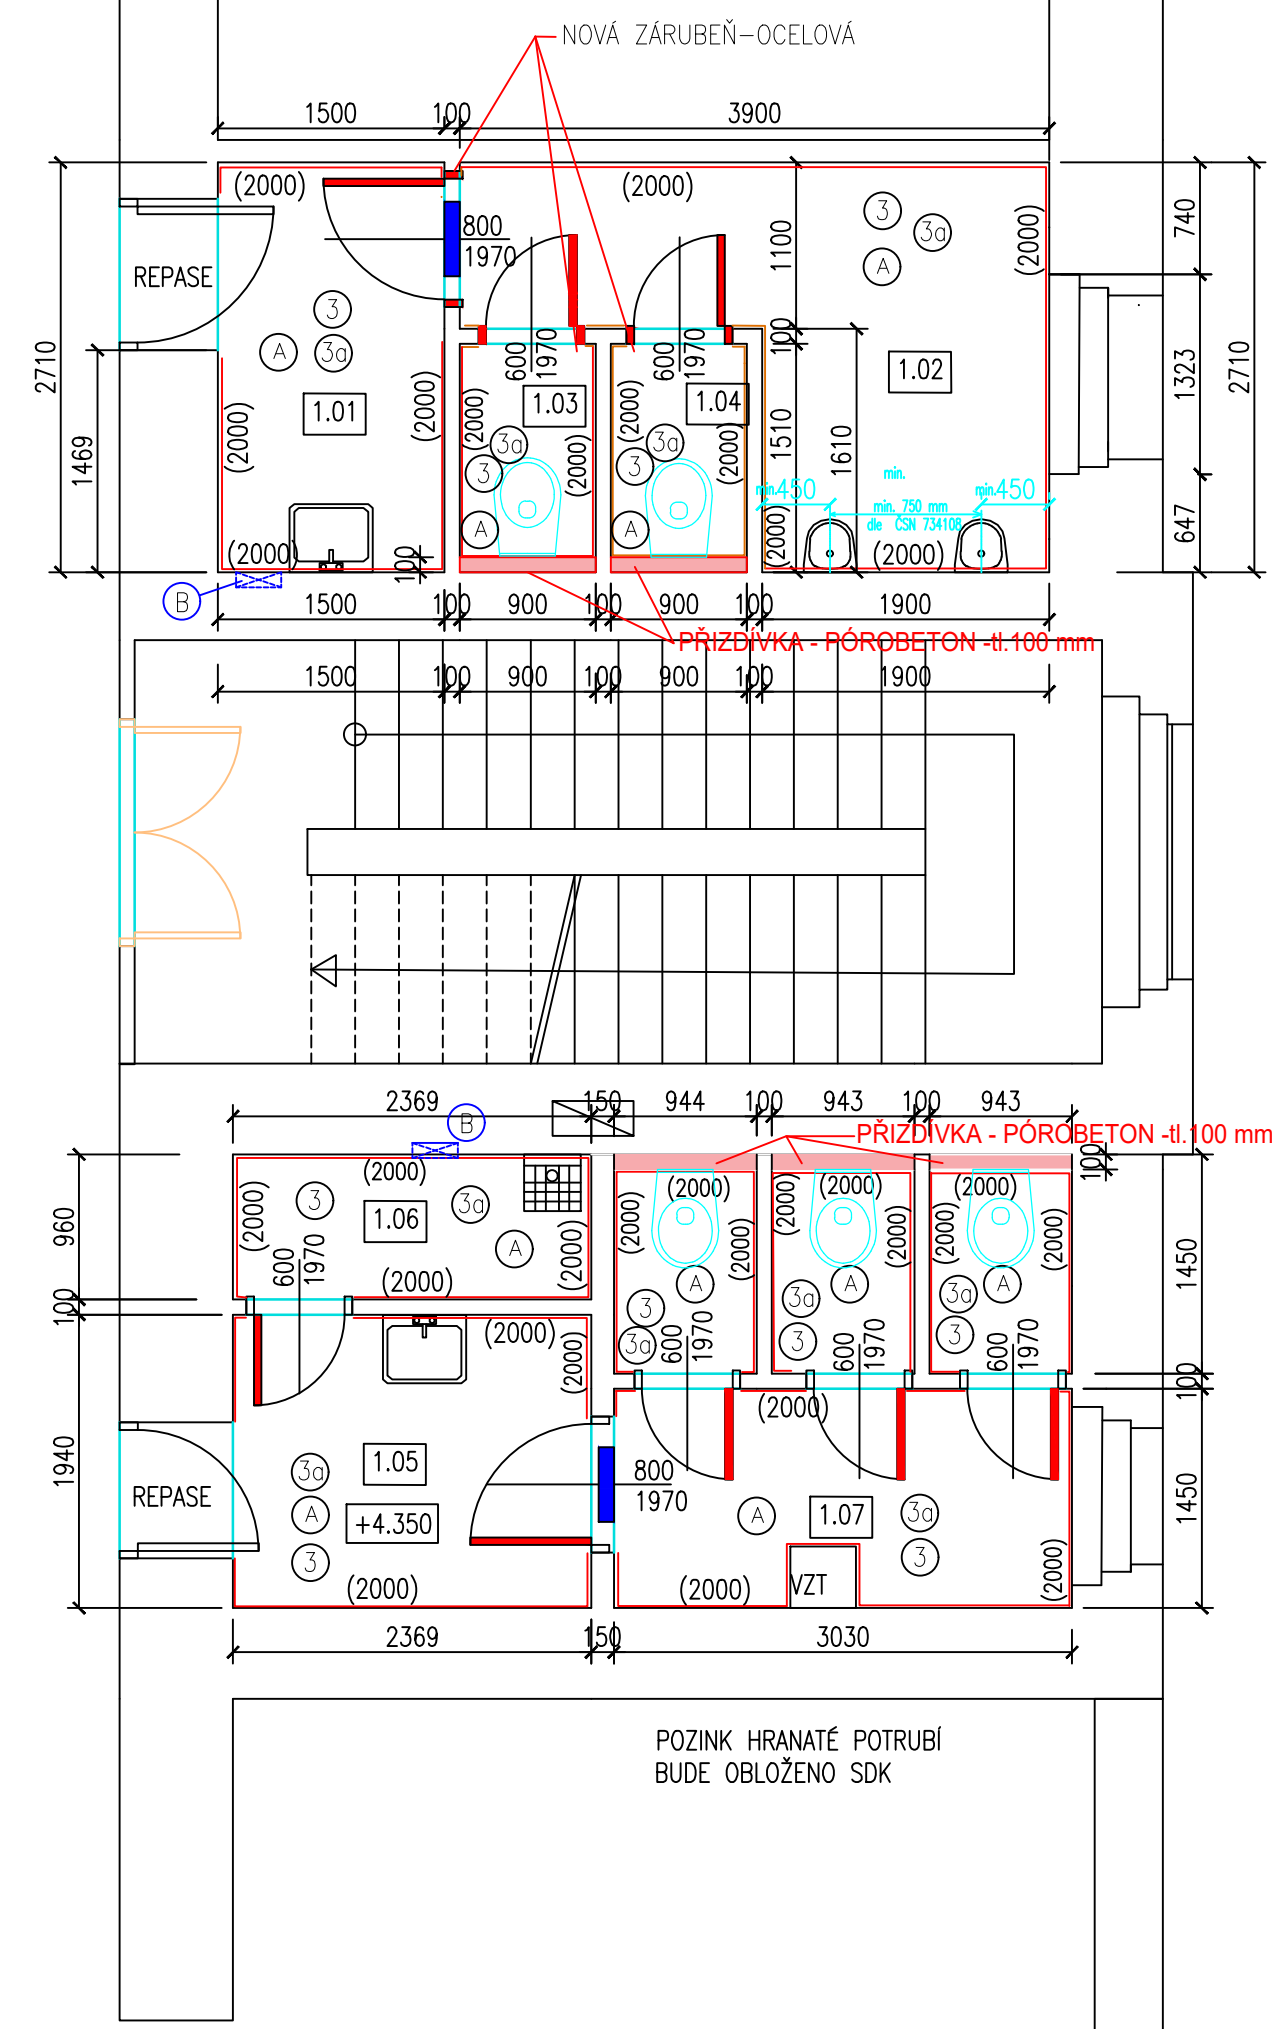 NOVÁ ZÁRUBEŇ-OCELOVÁ
1500 100 3900
(2000) (2000) (2000)
REPASE
800
1970
3 3a A
3 A 3a
1.01
1.02
2710
1469
1100
100
1510
1610
740
1323
647
2710
600
1970
600
1970
1.03
1.04
(2000) (2000) (2000) (2000) (2000) (2000)
3a 3 A
3a 3 A
min.
min.450 min.450
min. 750 mm
dle ČSN 734108
(2000) (2000) (2000)
100
B
1500 100 900 100 900 100 1900
PŘIZDÍVKA - PÓROBETON -tl.100 mm
1500 100 900 100 900 100 1900
2369 150 944 100 943 100 943
B
PŘIZDÍVKA - PÓROBETON -tl.100 mm
100
(2000) (2000) (2000) (2000)
3 3a A
1.06
960
100
1940
(2000) (2000) (2000)
600
1970
(2000) (2000) (2000) (2000) (2000) (2000)
A 3 3a
3a A 3
3a A 3
600
1970
600
1970
600
1970
1450
100
1450
(2000) (2000)
(2000)
1.05
+4.350
3a A 3
REPASE
800
1970
A 1.07 3a 3
VZT
(2000) (2000) (2000)
2369 150 3030
POZINK HRANATÉ POTRUBÍ
BUDE OBLOŽENO SDK